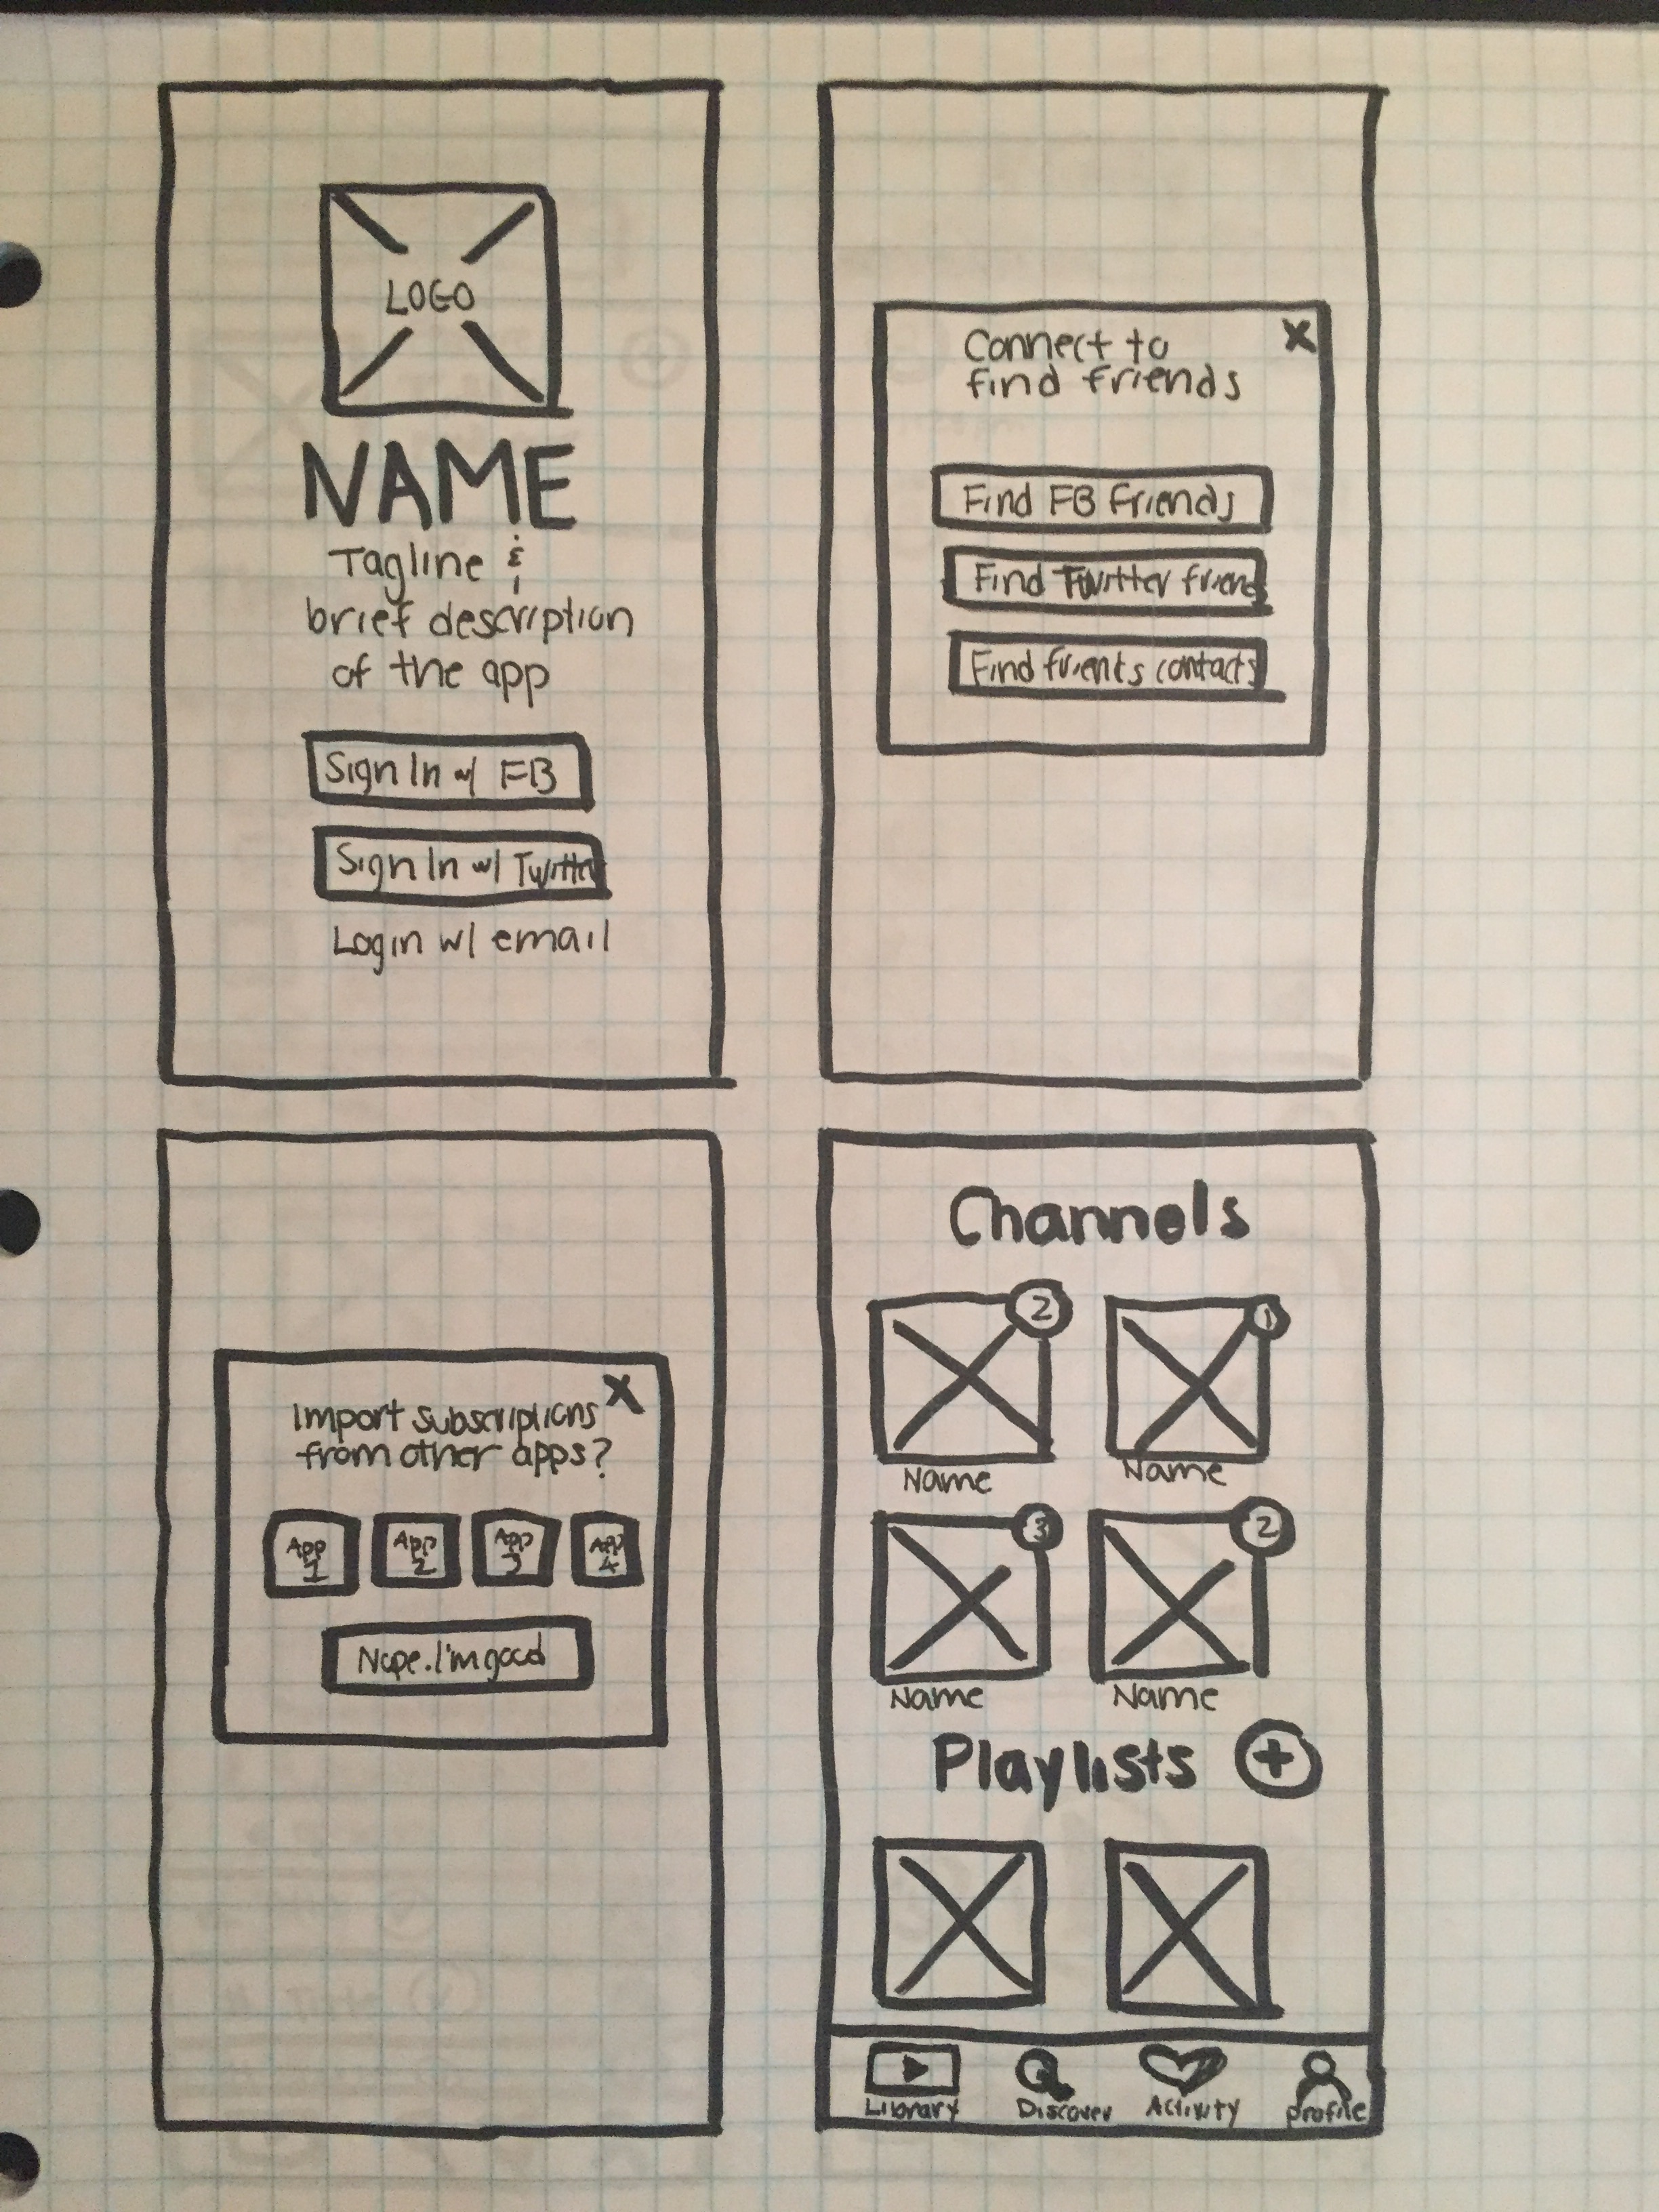 LOGO
NAME
Tagline &
brief description
of the app
Sign In w/ FB
Sign In w/ Twitter
Login w/ email
Connect to X
find friends
Find FB friends
Find Twitter friend
Find friends contacts
Import subscriptions X
from other apps?
App 1
App 2
App 3
App 4
Nope. I'm good
Channels
2
1
Name
Name
3
2
Name
Name
Playlists +
Library
Discover
Activity
profile